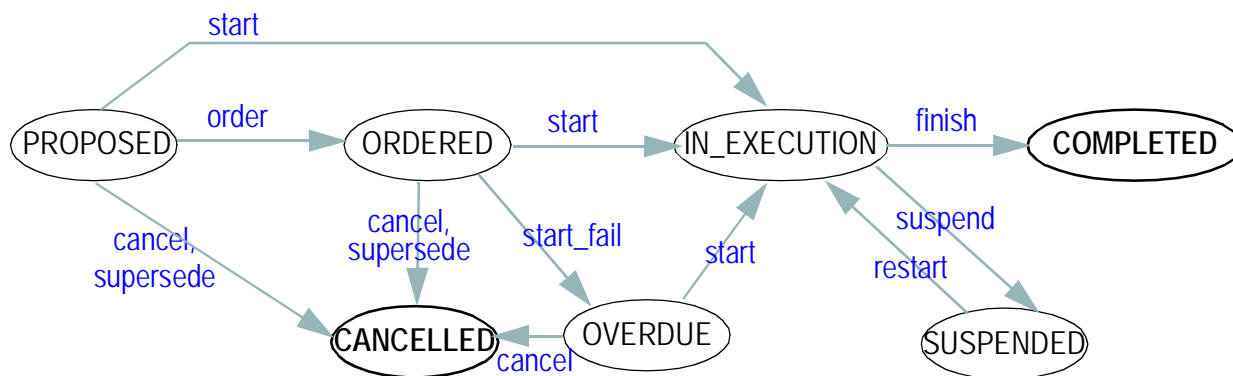 start
order
start
finish
PROPOSED
ORDERED
IN_EXECUTION
COMPLETED
cancel,
supersede
cancel,
supersede
start_fail
start
suspend
restart
CANCELLED
cancel
OVERDUE
SUSPENDED